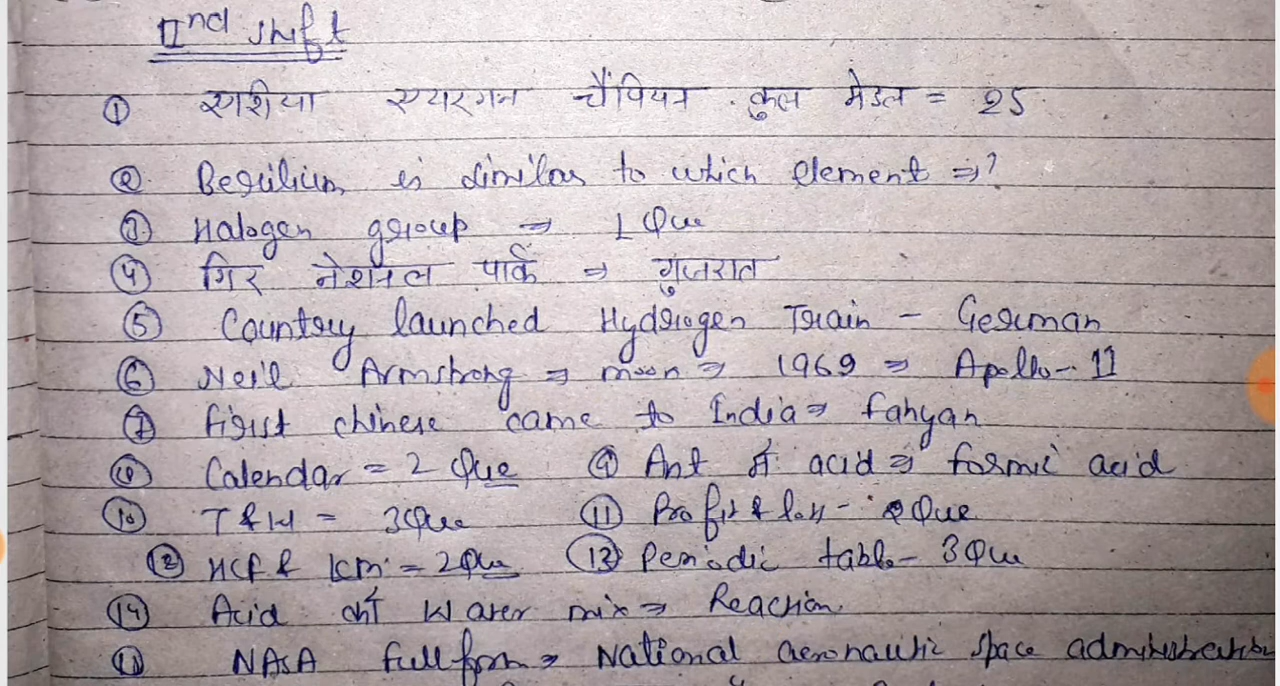 IInd shift
① एशिया एयरगन चैंपियन . कुल मेडल = 25
② Berilium is similar to which element ⇒?
③ Halogen group ⇒ 1 Que
④ गिर नेशनल पार्क ⇒ गुजरात
⑤ Country launched Hydrogen Train - German
⑥ Neil Armstrong ⇒ moon ⇒ 1969 ⇒ Apollo-11
⑦ first chinese came to India ⇒ fahyan
Calendar = 2 Que ⑨ Ant में acid ⇒ formic acid
⑩ T & W = 3 Que ⑪ Profit & loss - Que
⑫ HCF & lcm = 2 Que ⑬ Periodic table - 3 Que
⑭ Acid को Water mix ⇒ Reaction
NASA full form ⇒ National aeronautic space administration